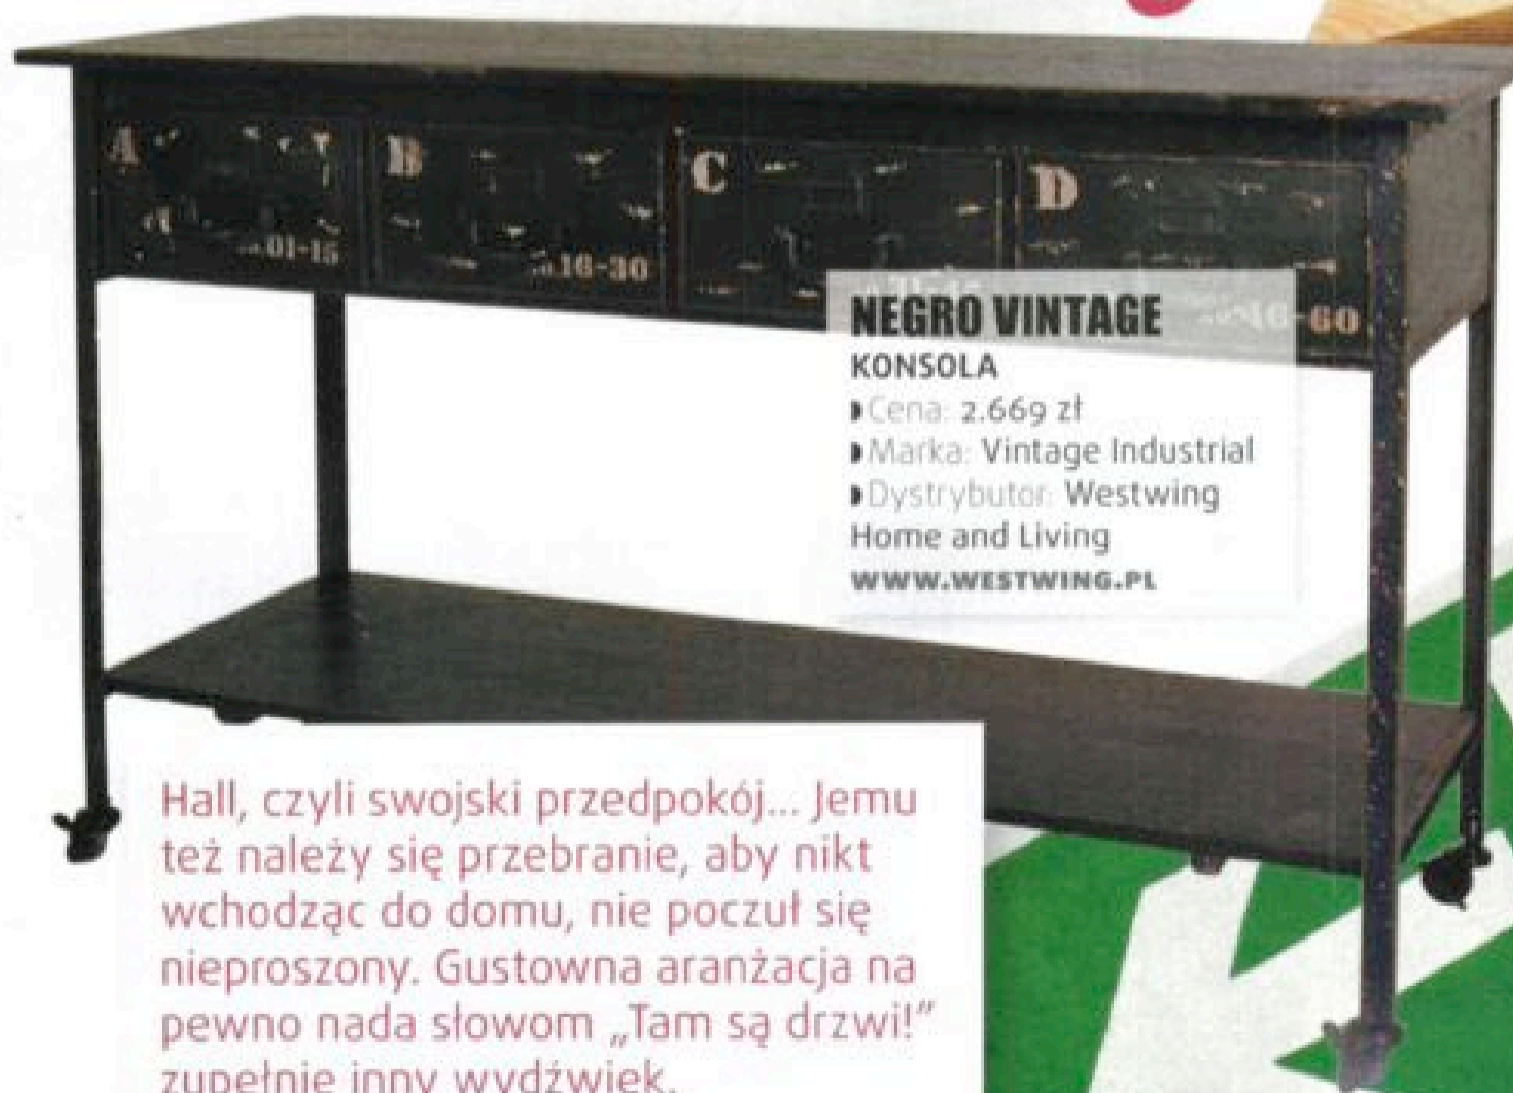 A
B
C
D
01-15
16-30
46-60
NEGRO VINTAGE
KONSOLA
Cena: 2.669 zł
Marka: Vintage Industrial
Dystrybutor: Westwing
Home and Living
WWW.WESTWING.PL
Hall, czyli swojski przedpokój... Jemu
też należy się przebranie, aby nikt
wchodząc do domu, nie poczuł się
nieproszony. Gustowna aranżacja na
pewno nada słowom „Tam są drzwi!”
zupełnie inny wydźwięk.